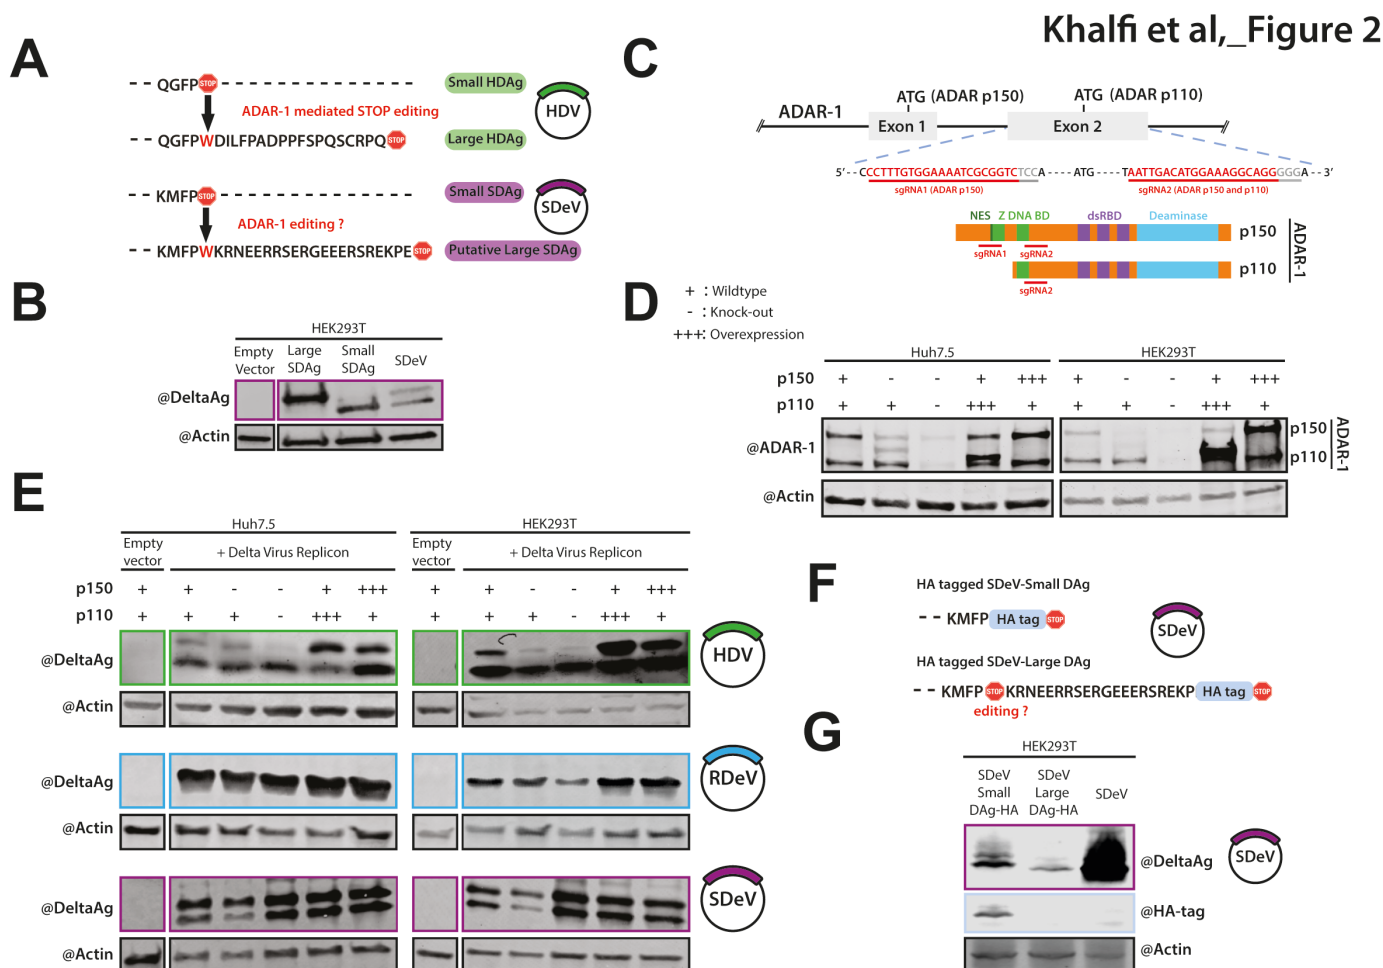 Khalfi et al,_Figure 2
A
-- QGFP STOP
Small HDAg
ADAR-1 mediated STOP editing
HDV
-- QGFPWDILFPADPPFSPQSCRPQ STOP
Large HDAg
-- KMFP STOP
Small SDAg
ADAR-1 editing ?
SDeV
-- KMFPWKRNEERRSERGEEERSREKPE STOP
Putative Large SDAg
B
HEK293T
Empty Vector
Large SDAg
Small SDAg
SDeV
@DeltaAg
@Actin
C
ATG (ADAR p150)
ATG (ADAR p110)
ADAR-1
Exon 1
Exon 2
5'--CCCTTTGTGGAAAATCGCGGTCTCCA----ATG----TAATTGACATGGAAAGGCAGGGGGA--3'
sgRNA1 (ADAR p150)
sgRNA2 (ADAR p150 and p110)
NES Z DNA BD dsRBD Deaminase
p150
sgRNA1 sgRNA2
p110
sgRNA2
ADAR-1
D
+ : Wildtype
- : Knock-out
+++: Overexpression
Huh7.5
HEK293T
p150 + - - + +++ + - - + +++
p110 + + - +++ + + + - +++ +
@ADAR-1
p150
p110
ADAR-1
@Actin
E
Huh7.5
HEK293T
Empty vector
+ Delta Virus Replicon
Empty vector
+ Delta Virus Replicon
p150 + + - - + +++ + + - - + +++
p110 + + + - +++ + + + + - +++ +
@DeltaAg
HDV
@Actin
@DeltaAg
RDeV
@Actin
@DeltaAg
SDeV
@Actin
F
HA tagged SDeV-Small DAg
-- KMFP HA tag STOP
SDeV
HA tagged SDeV-Large DAg
-- KMFP STOP KRNEERRSERGEEERSREKP HA tag STOP
editing ?
G
HEK293T
SDeV Small DAg-HA
SDeV Large DAg-HA
SDeV
@DeltaAg
SDeV
@HA-tag
@Actin